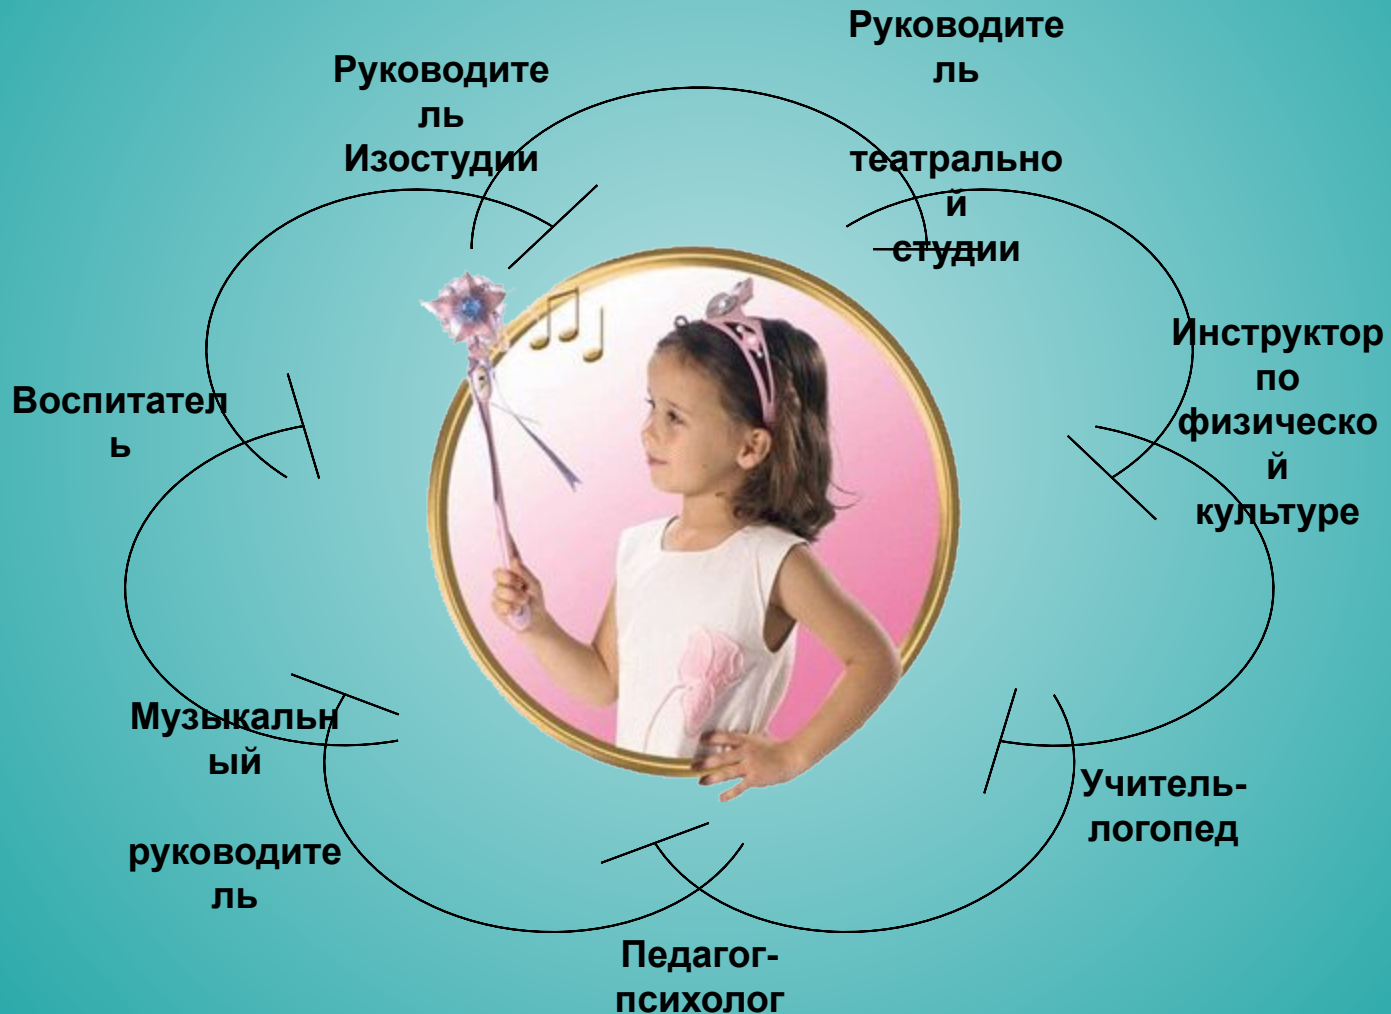 Руководите
ль
Изостудии
Руководите
ль
театрально
й
студии
Инструктор
по
физическо
й
культуре
Воспитател
ь
Музыкальн
ый
руководите
ль
Учитель-
логопед
Педагог-
психолог